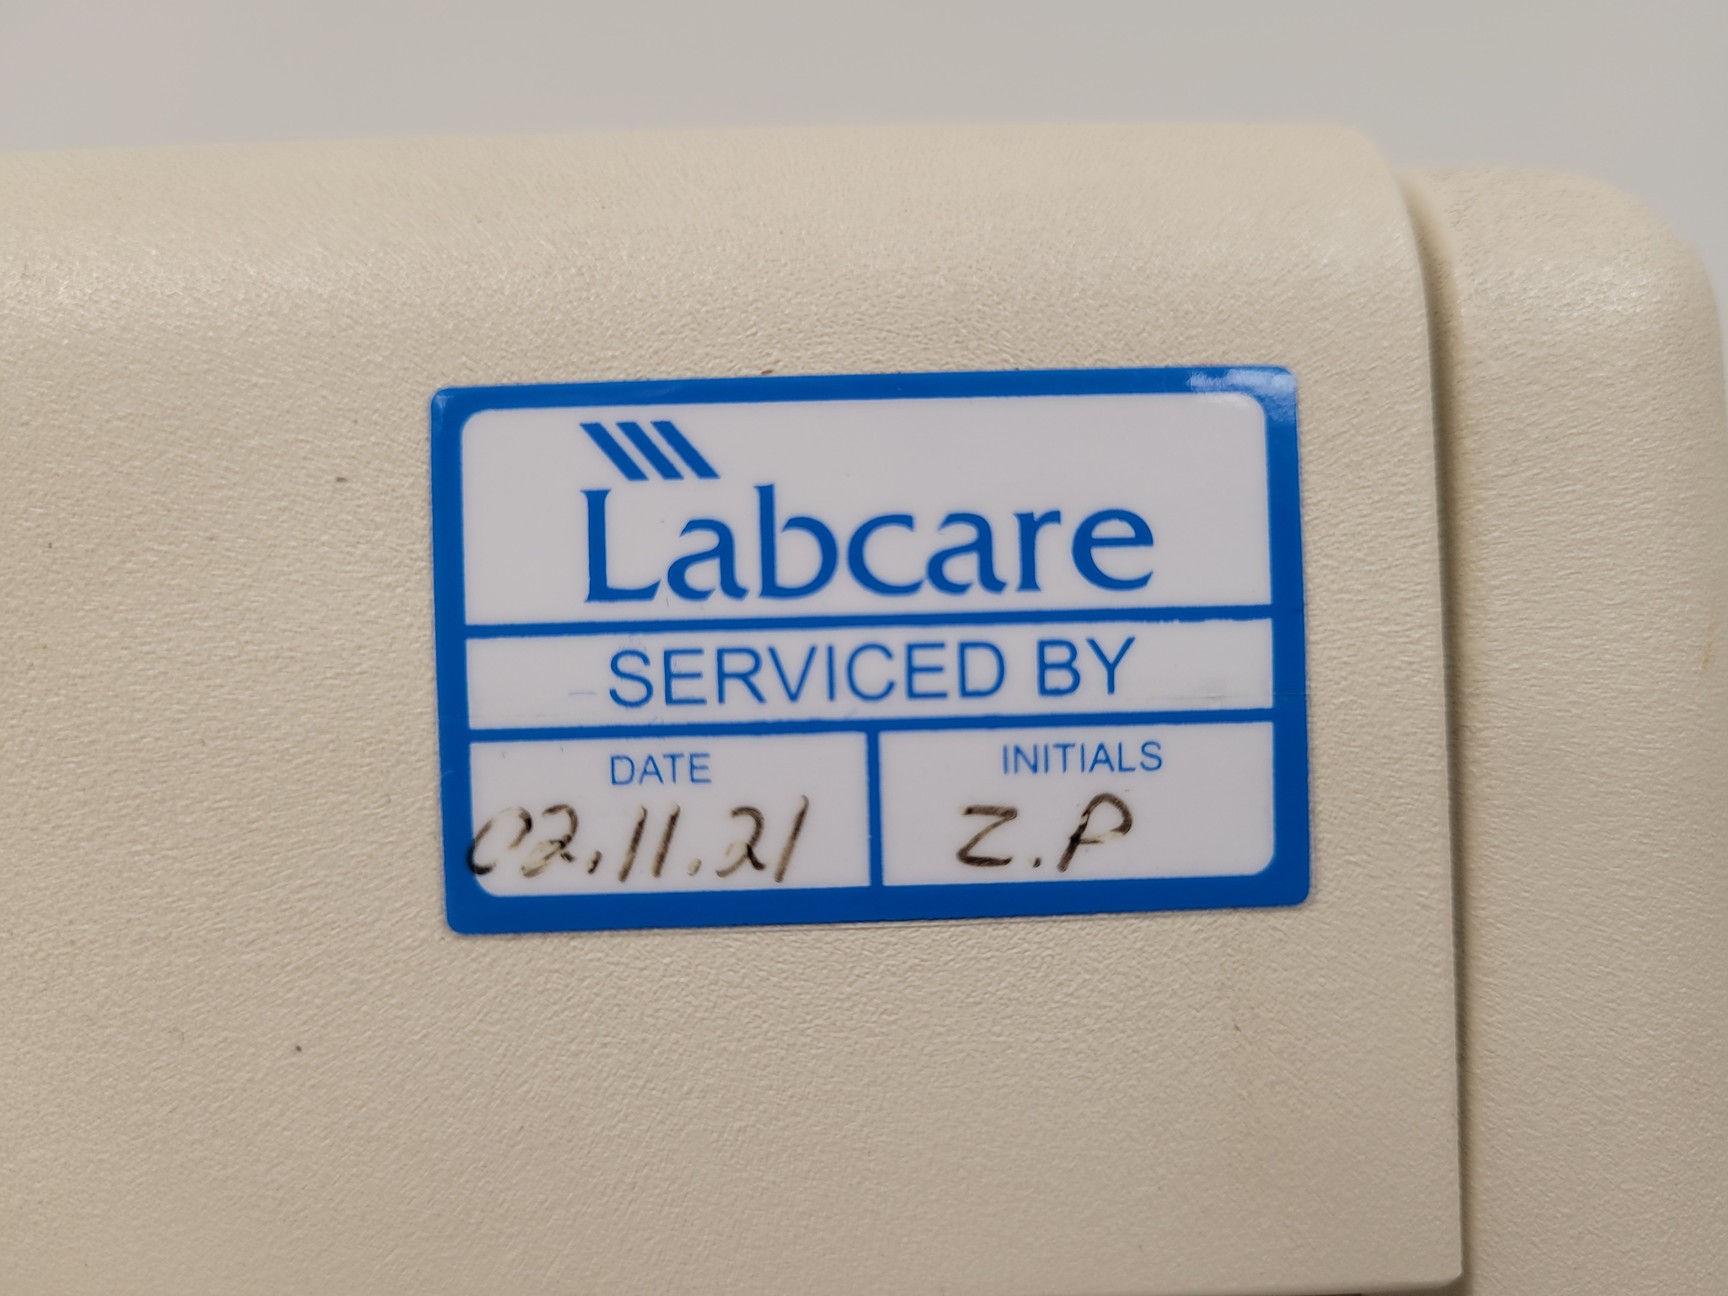 Labcare
SERVICED BY
DATE INITIALS
02.11.21 Z.P